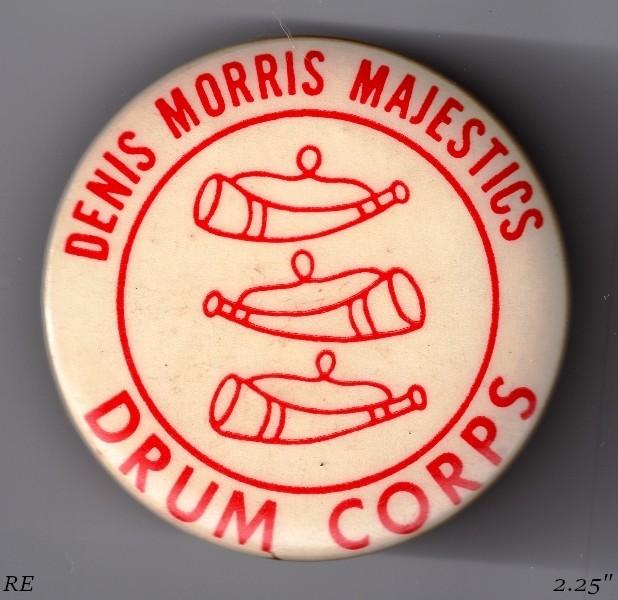 DENIS MORRIS MAJESTICS
DRUM CORPS
RE
2.25"